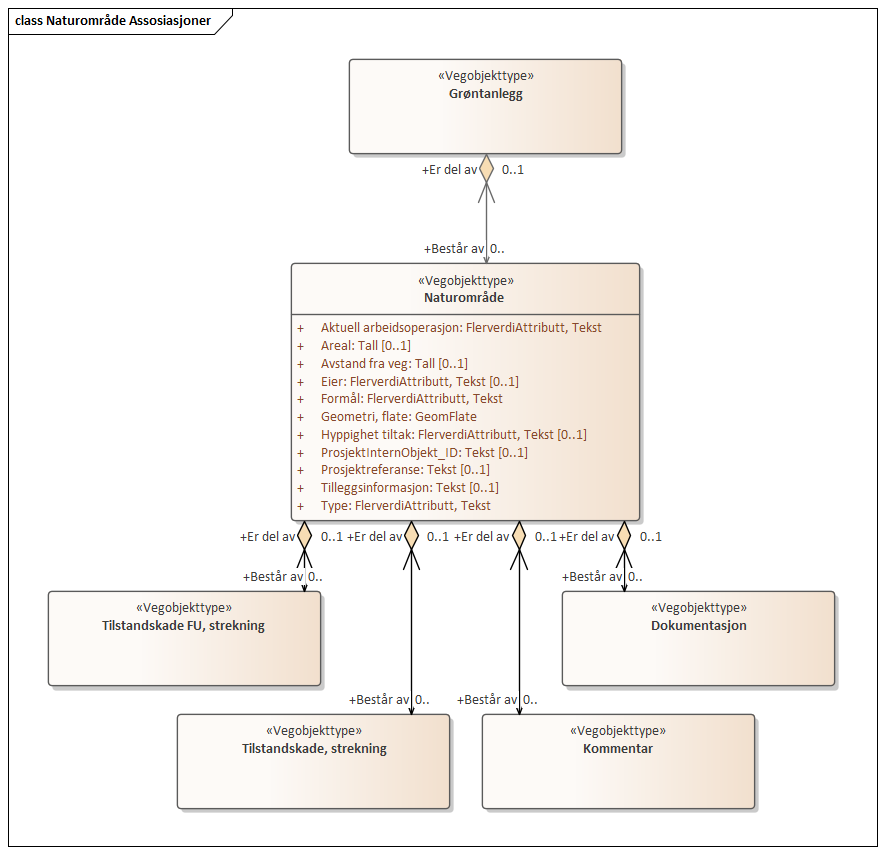 class Naturområde Assosiasjoner
«Vegobjekttype»
Grøntanlegg
+Er del av 0..1
+Består av 0..
«Vegobjekttype»
Naturområde
+ Aktuell arbeidsoperasjon: FlerverdiAttributt, Tekst
+ Areal: Tall [0..1]
+ Avstand fra veg: Tall [0..1]
+ Eier: FlerverdiAttributt, Tekst [0..1]
+ Formål: FlerverdiAttributt, Tekst
+ Geometri, flate: GeomFlate
+ Hyppighet tiltak: FlerverdiAttributt, Tekst [0..1]
+ ProsjektInternObjekt_ID: Tekst [0..1]
+ Prosjektreferanse: Tekst [0..1]
+ Tilleggsinformasjon: Tekst [0..1]
+ Type: FlerverdiAttributt, Tekst
+Er del av 0..1 +Er del av 0..1 +Er del av 0..1 +Er del av 0..1
+Består av 0.. +Består av 0..
«Vegobjekttype» «Vegobjekttype»
Tilstandskade FU, strekning Dokumentasjon
+Består av 0.. +Består av 0..
«Vegobjekttype» «Vegobjekttype»
Tilstandskade, strekning Kommentar